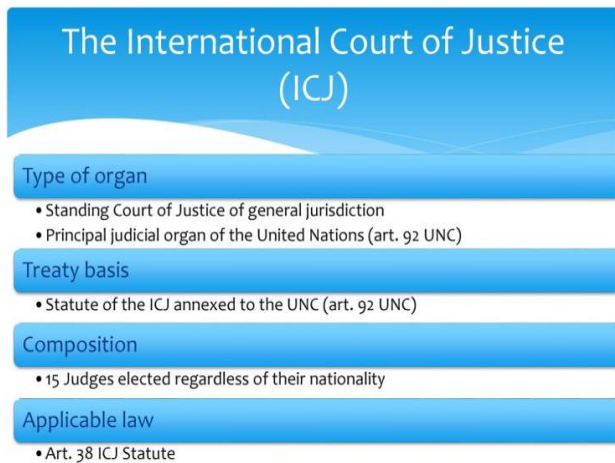 The International Court of Justice
(ICJ)
Type of organ
• Standing Court of Justice of general jurisdiction
• Principal judicial organ of the United Nations (art. 92 UNC)
Treaty basis
• Statute of the ICJ annexed to the UNC (art. 92 UNC)
Composition
• 15 Judges elected regardless of their nationality
Applicable law
• Art. 38 ICJ Statute